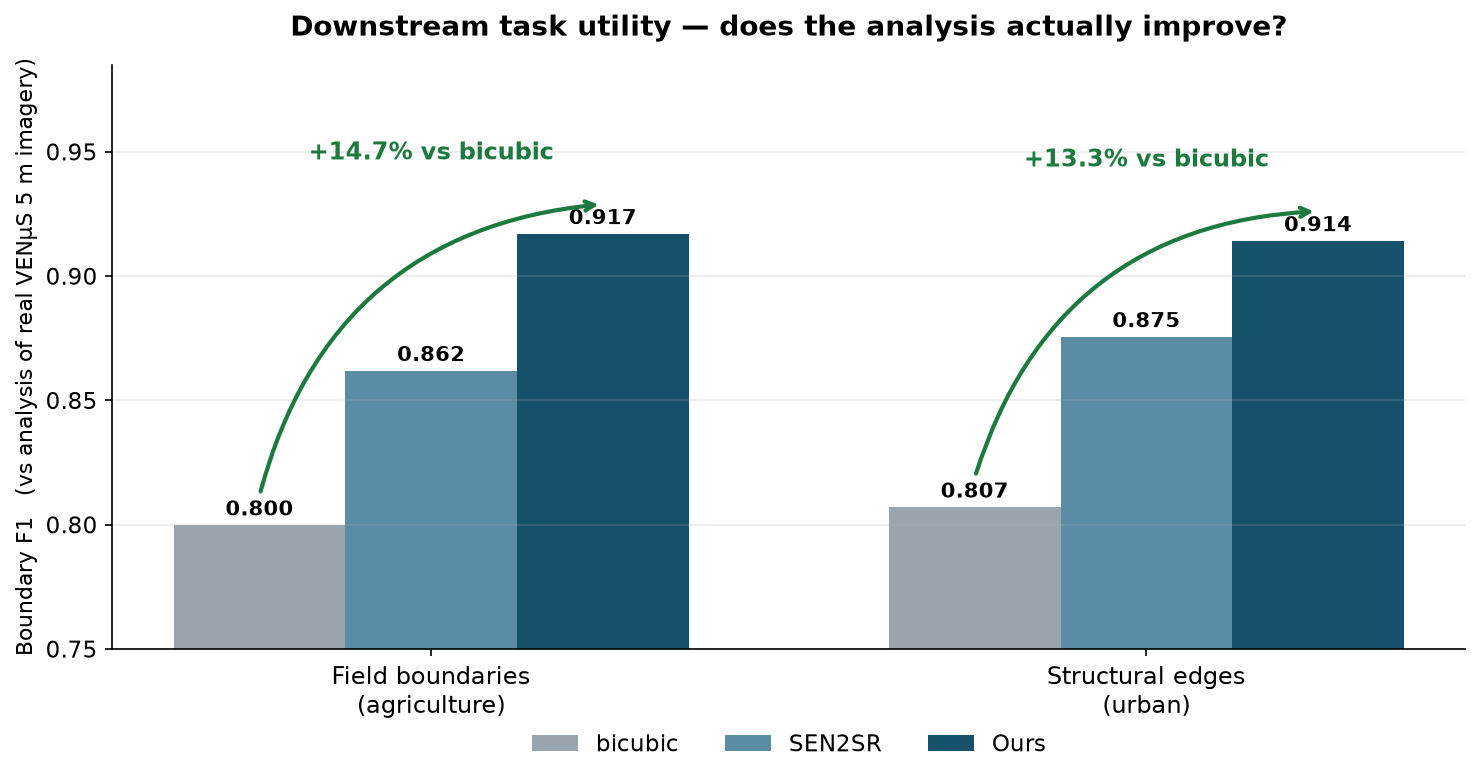 Downstream task utility — does the analysis actually improve?
Boundary F1   (vs analysis of real VENµS 5 m imagery)
0.95
0.90
0.85
0.80
0.75
+14.7% vs bicubic
+13.3% vs bicubic
0.800
0.862
0.917
0.807
0.875
0.914
Field boundaries
(agriculture)
Structural edges
(urban)
bicubic
SEN2SR
Ours